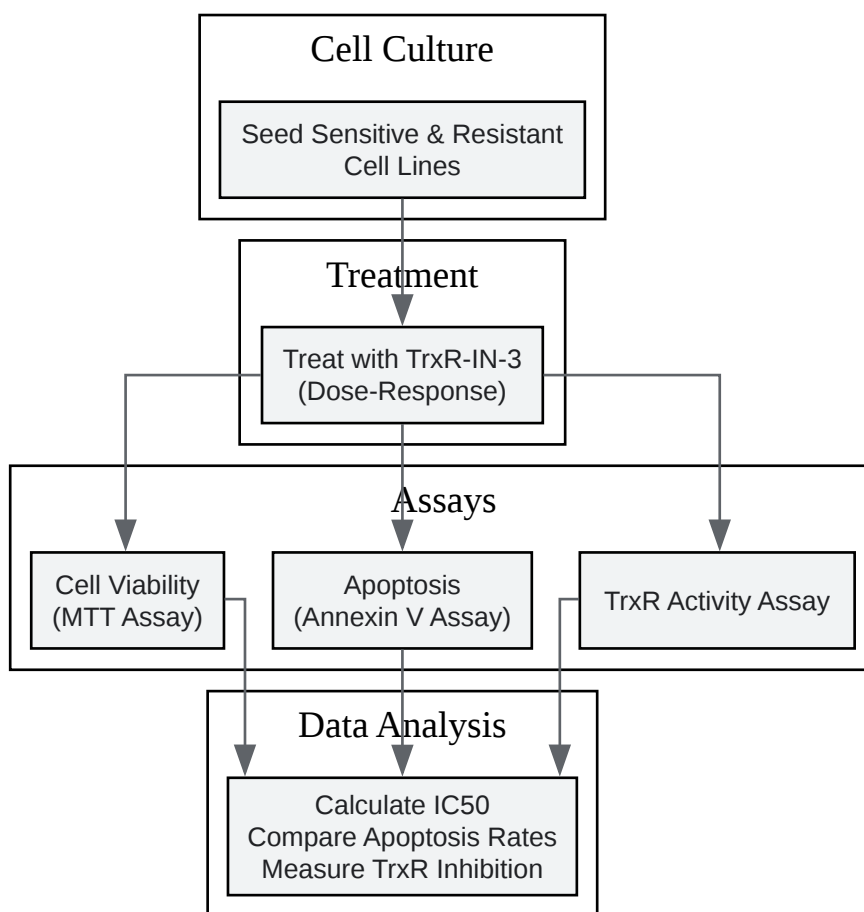 Cell Culture
Seed Sensitive & Resistant
Cell Lines
Treatment
Treat with TrxR-IN-3
(Dose-Response)
Assays
Cell Viability
(MTT Assay)
Apoptosis
(Annexin V Assay)
TrxR Activity Assay
Data Analysis
Calculate IC50
Compare Apoptosis Rates
Measure TrxR Inhibition